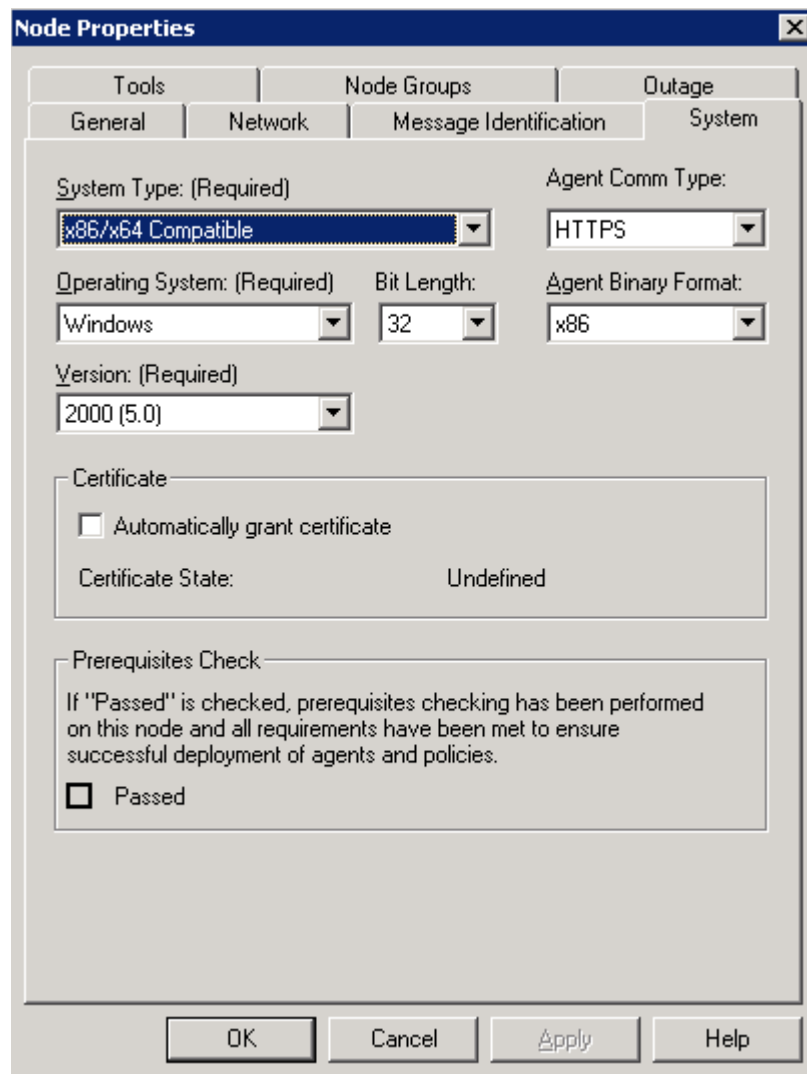 Node Properties
Tools Node Groups Outage
General Network Message Identification System
System Type: (Required) Agent Comm Type:
x86/x64 Compatible HTTPS
Operating System: (Required) Bit Length: Agent Binary Format:
Windows 32 x86
Version: (Required)
2000 (5.0)
Certificate
Automatically grant certificate
Certificate State: Undefined
Prerequisites Check
If "Passed" is checked, prerequisites checking has been performed
on this node and all requirements have been met to ensure
successful deployment of agents and policies.
Passed
OK Cancel Apply Help